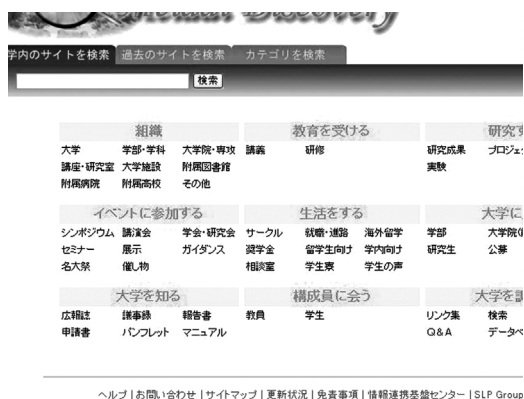 Discovery
学内のサイトを検索 過去のサイトを検索 カテゴリを検索
検索
組織 教育を受ける
大学 学部・学科 大学院・専攻 講義 研修 研究成果
講座・研究室 大学施設 附属図書館 実験
附属病院 附属高校 その他
イベントに参加する 生活をする 大学に
シンポジウム 講演会 学会・研究会 サークル 就職・進路 海外留学 学部 大学院
セミナー 展示 ガイダンス 奨学金 留学生向け 学内向け 研究生 公募
名大祭 催し物 相談室 学生寮 学生の声
大学を知る 構成員に会う 大学を
広報誌 議事録 報告書 教員 学生 リンク集 検索
申請書 パンフレット マニュアル Q&A
ヘルプ | お問い合わせ | サイトマップ | 更新状況 | 免責事項 | 情報連携基盤センター | SLP Group